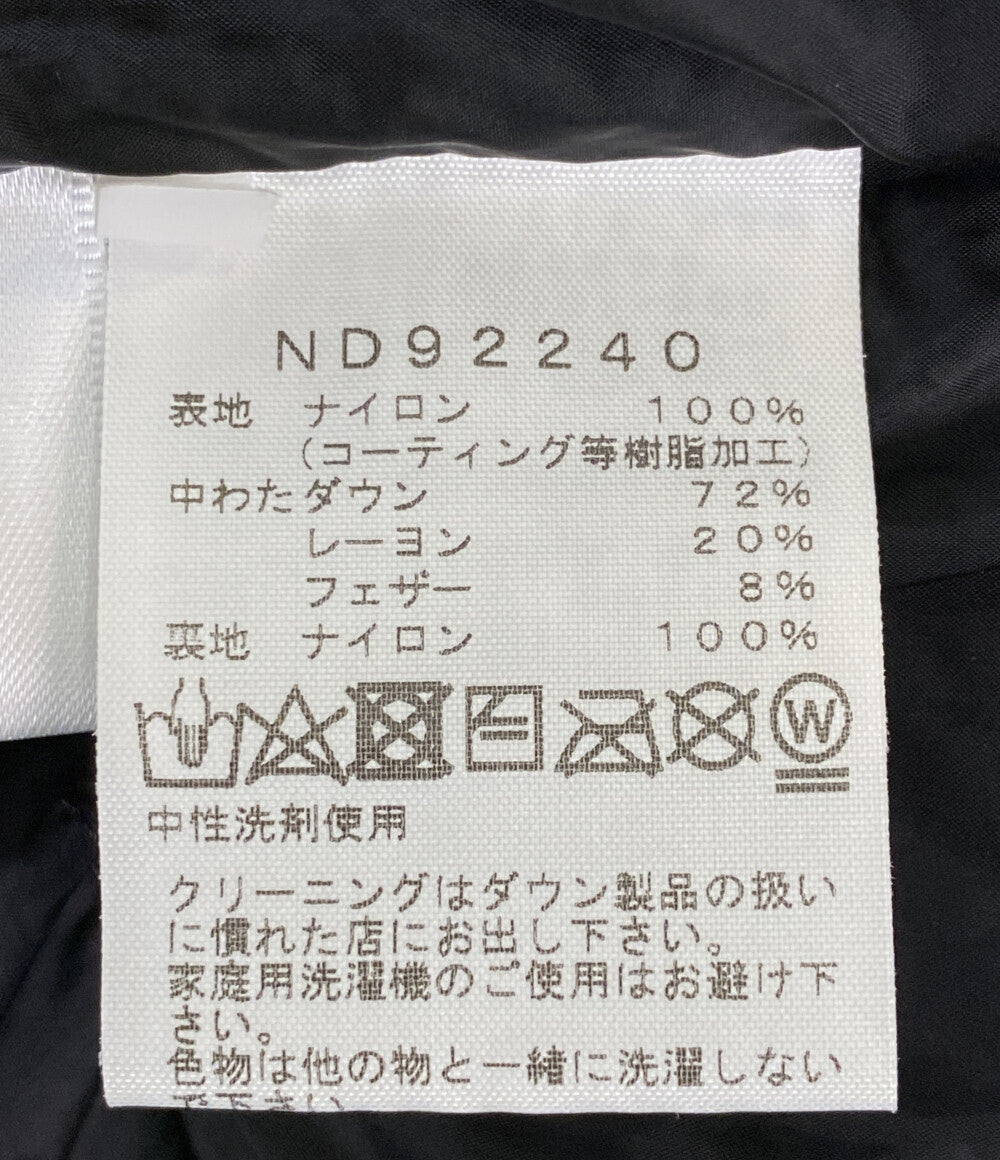 ND92240
表地 ナイロン 100%
(コーティング等樹脂加工)
中わた ダウン 72%
レーヨン 20%
フェザー 8%
裏地 ナイロン 100%
W
中性洗剤使用
クリーニングはダウン製品の扱い
に慣れた店にお出し下さい。
家庭用洗濯機のご使用はお避け下
さい。
色物は他の物と一緒に洗濯しない
で下さい